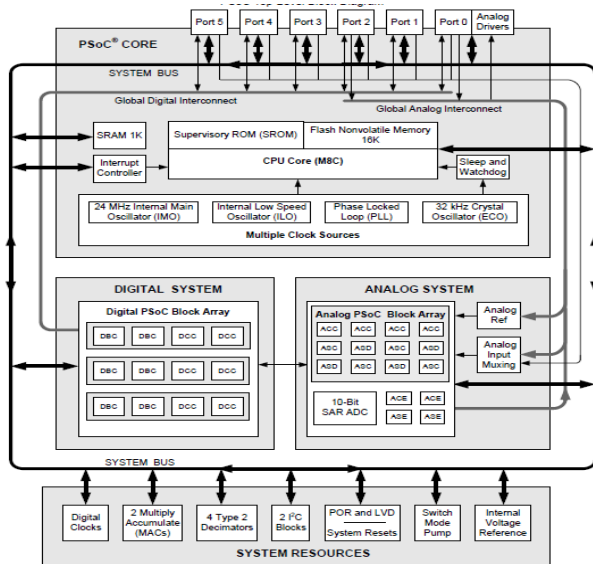 PSoC Top Level Block Diagram
Port 5
Port 4
Port 3
Port 2
Port 1
Port 0
Analog
Drivers
PSoC® CORE
SYSTEM BUS
Global Digital Interconnect
Global Analog Interconnect
SRAM 1K
Supervisory ROM (SROM)
Flash Nonvolatile Memory
16K
CPU Core (M8C)
Interrupt
Controller
Sleep and
Watchdog
24 MHz Internal Main
Oscillator (IMO)
Internal Low Speed
Oscillator (ILO)
Phase Locked
Loop (PLL)
32 kHz Crystal
Oscillator (ECO)
Multiple Clock Sources
DIGITAL SYSTEM
Digital PSoC Block Array
DBC DBC DCC DCC
DBC DBC DCC DCC
DBC DBC DCC DCC
ANALOG SYSTEM
Analog PSoC Block Array
ACC ACC ACC ACC
ASC ASD ASC ASD
ASD ASC ASD ASC
10-Bit
SAR ADC
ACE ACE
ASE ASE
Analog
Ref
Analog
Input
Muxing
SYSTEM BUS
Digital
Clocks
2 Multiply
Accumulate
(MACs)
4 Type 2
Decimators
2 I²C
Blocks
POR and LVD
System Resets
Switch
Mode
Pump
Internal
Voltage
Reference
SYSTEM RESOURCES